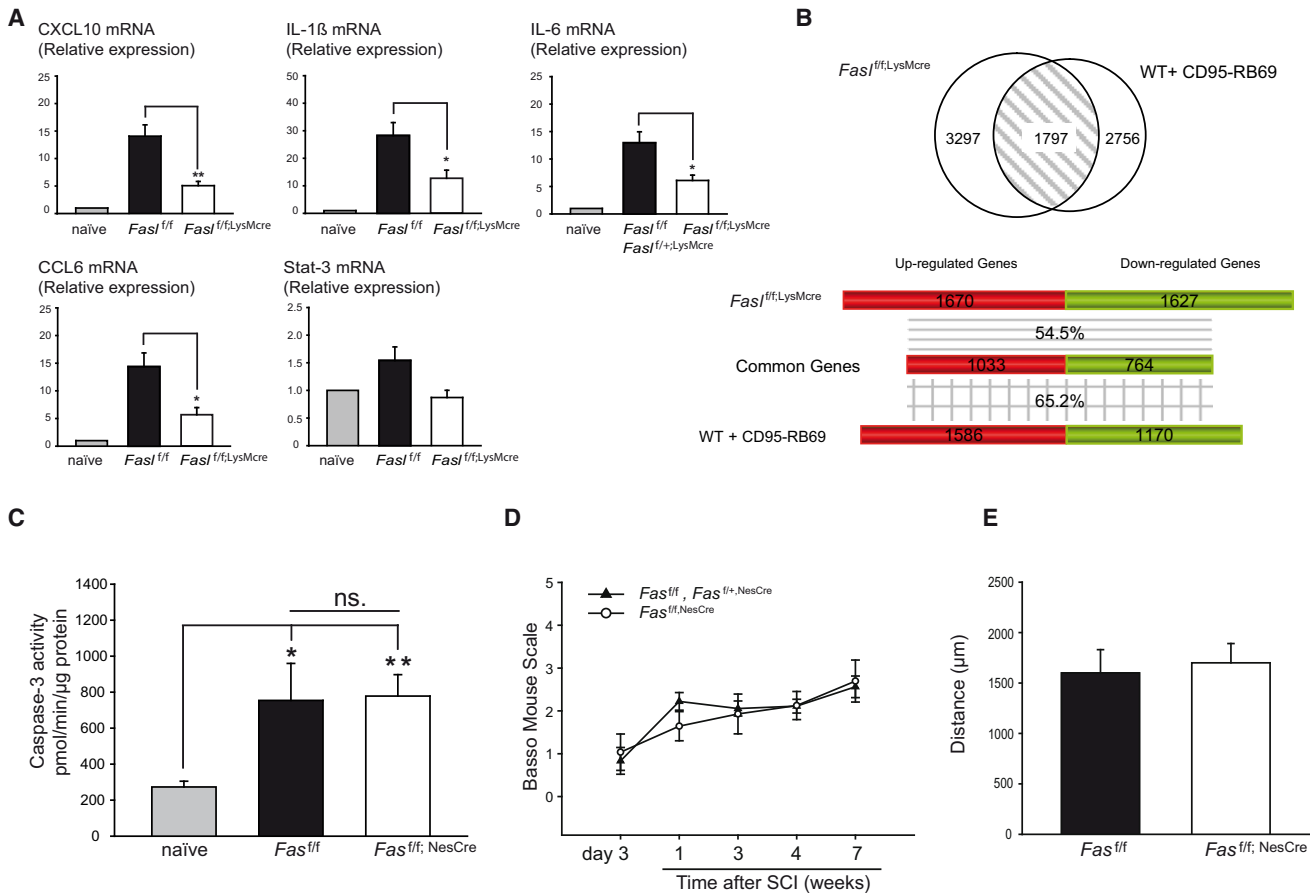 A
CXCL10 mRNA
(Relative expression)
25
20
15
10
5
0
**
naïve
Fasl f/f
Fasl f/f;LysMcre
IL-1ß mRNA
(Relative expression)
50
40
30
20
10
0
*
naïve
Fasl f/f
Fasl f/f;LysMcre
IL-6 mRNA
(Relative expression)
25
20
15
10
5
0
*
naïve
Fasl f/f
Fasl f/+;LysMcre
Fasl f/f;LysMcre
CCL6 mRNA
(Relative expression)
25
20
15
10
5
0
*
naïve
Fasl f/f
Fasl f/f;LysMcre
Stat-3 mRNA
(Relative expression)
2.5
2.0
1.5
1.0
0.5
0
naïve
Fasl f/f
Fasl f/f;LysMcre
B
Fasl f/f;LysMcre
WT+ CD95-RB69
3297
1797
2756
Up-regulated Genes
Down-regulated Genes
Fasl f/f;LysMcre
1670
1627
54.5%
Common Genes
1033
764
65.2%
WT + CD95-RB69
1586
1170
C
Caspase-3 activity
pmol/min/µg protein
1400
1200
1000
800
600
400
200
0
ns.
*
**
naïve
Fas f/f
Fas f/f; NesCre
D
Basso Mouse Scale
5
4
3
2
1
0
Fas f/f , Fas f/+,NesCre
Fas f/f,NesCre
day 3
1
3
4
7
Time after SCI (weeks)
E
Distance (µm)
2500
2000
1500
1000
500
0
Fas f/f
Fas f/f; NesCre